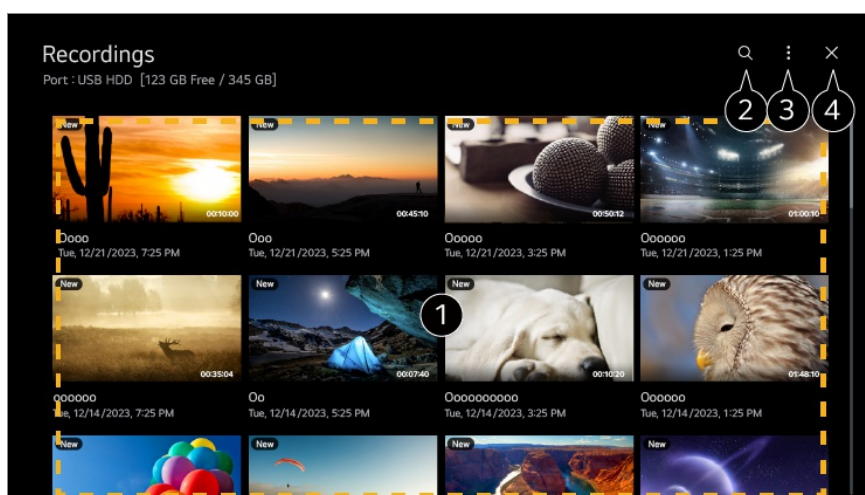 Recordings
Port : USB HDD [123 GB Free / 345 GB]
2 3 4
New New New New
00:10:00 00:45:10 00:50:12 01:00:10
Oooo Ooo Ooooo Oooooo
Tue, 12/21/2023, 7:25 PM Tue, 12/21/2023, 5:25 PM Tue, 12/21/2023, 3:25 PM Tue, 12/21/2023, 1:25 PM
New New New New
1
00:35:04 00:07:40 00:10:20 01:48:10
oooooo Oo Oooooooooo Oooooo
Tue, 12/14/2023, 7:25 PM Tue, 12/14/2023, 5:25 PM Tue, 12/14/2023, 3:25 PM Tue, 12/14/2023, 1:25 PM
New New New New